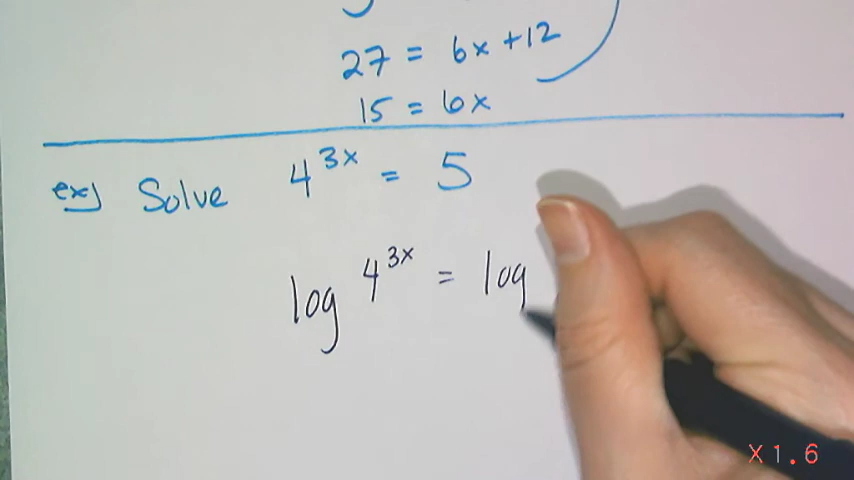 27 = 6x + 12
15 = 6x
ex) Solve 4^{3x} = 5
log 4^{3x} = log
X1.6